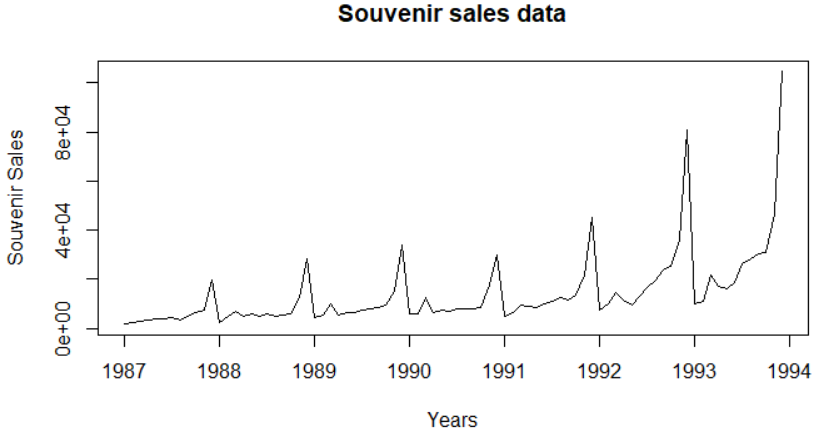 Souvenir sales data
Souvenir Sales
8e+04
4e+04
0e+00
1987 1988 1989 1990 1991 1992 1993 1994
Years